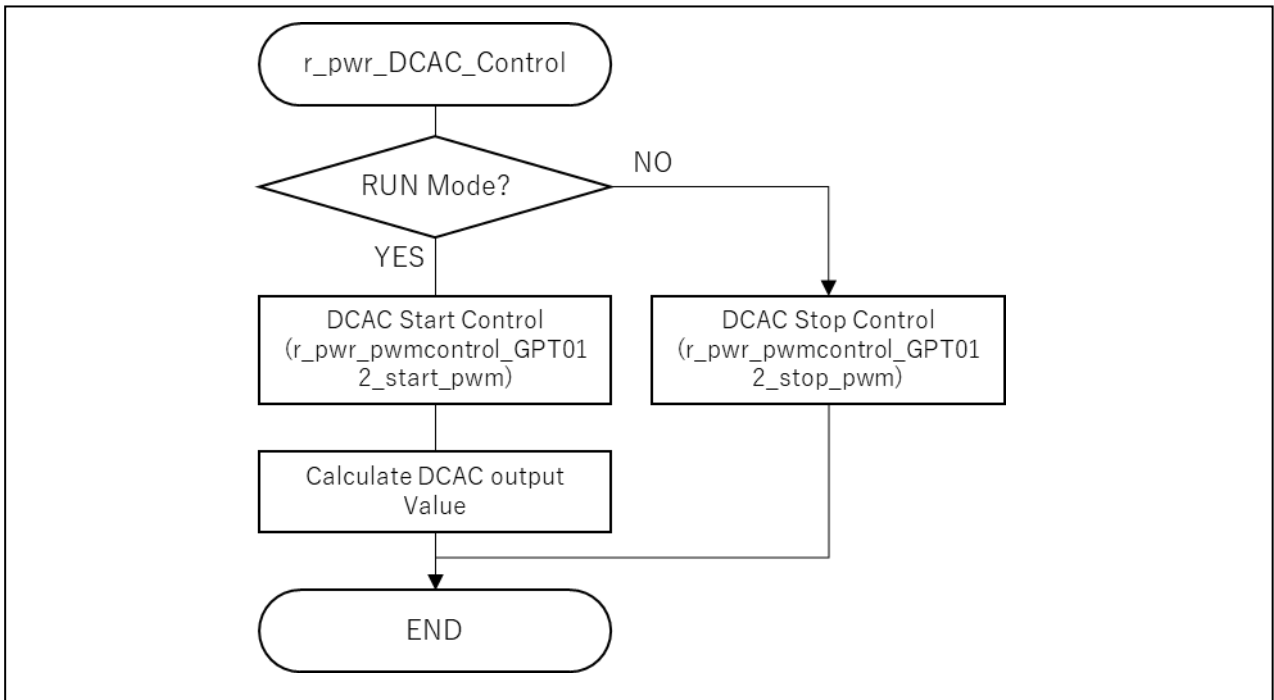 r_pwr_DCAC_Control
RUN Mode?
NO
YES
DCAC Start Control
(r_pwr_pwmcontrol_GPT01
2_start_pwm)
DCAC Stop Control
(r_pwr_pwmcontrol_GPT01
2_stop_pwm)
Calculate DCAC output
Value
END